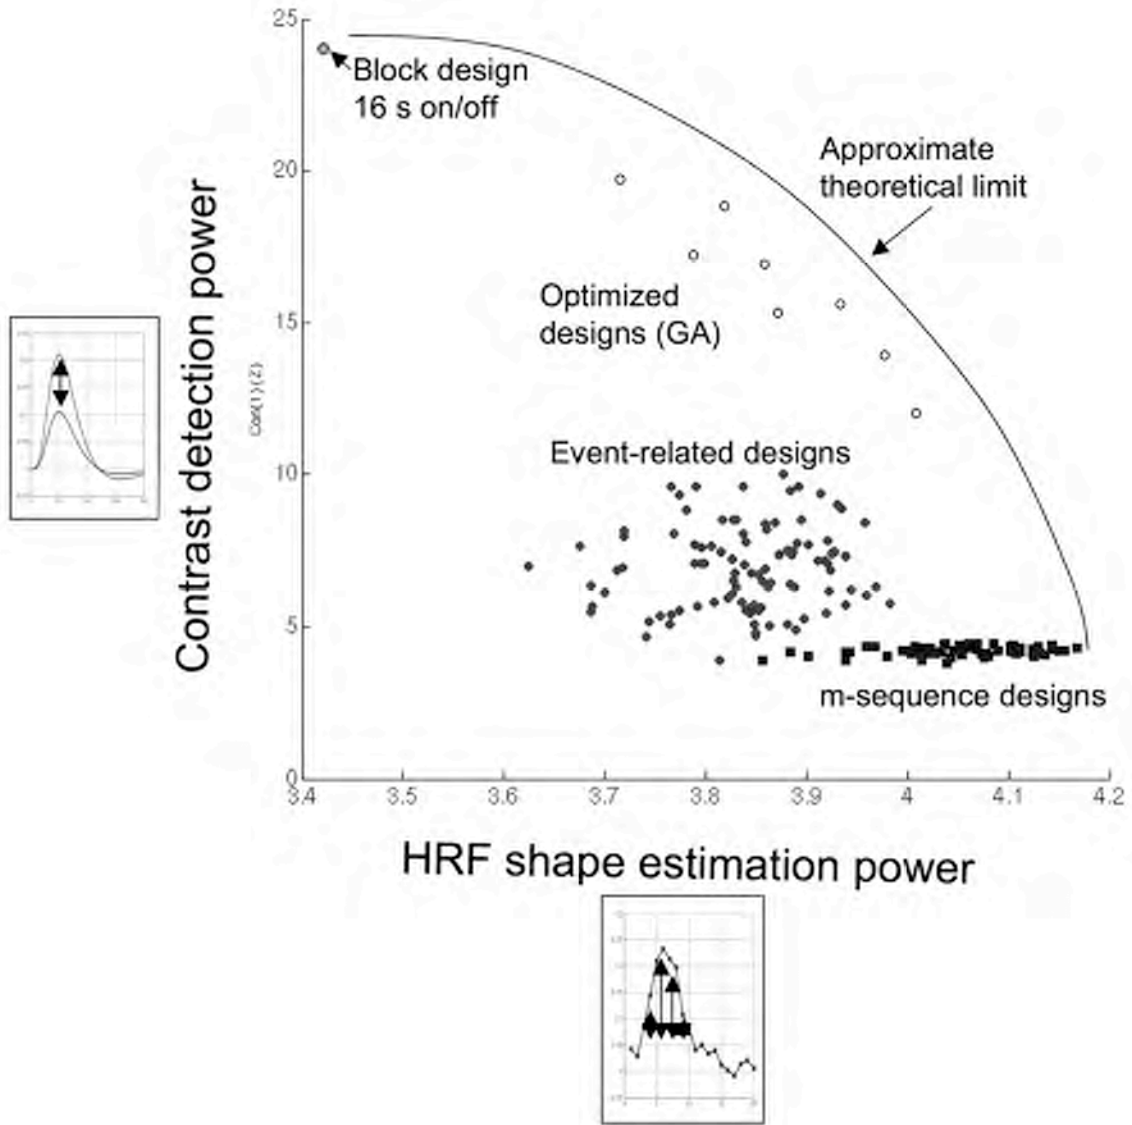 25
Block design
16 s on/off
Approximate
theoretical limit
20
Contrast detection power
Optimized
designs (GA)
15
Con(1) (Z)
Event-related designs
10
5
m-sequence designs
0
3.4 3.5 3.6 3.7 3.8 3.9 4 4.1 4.2
HRF shape estimation power